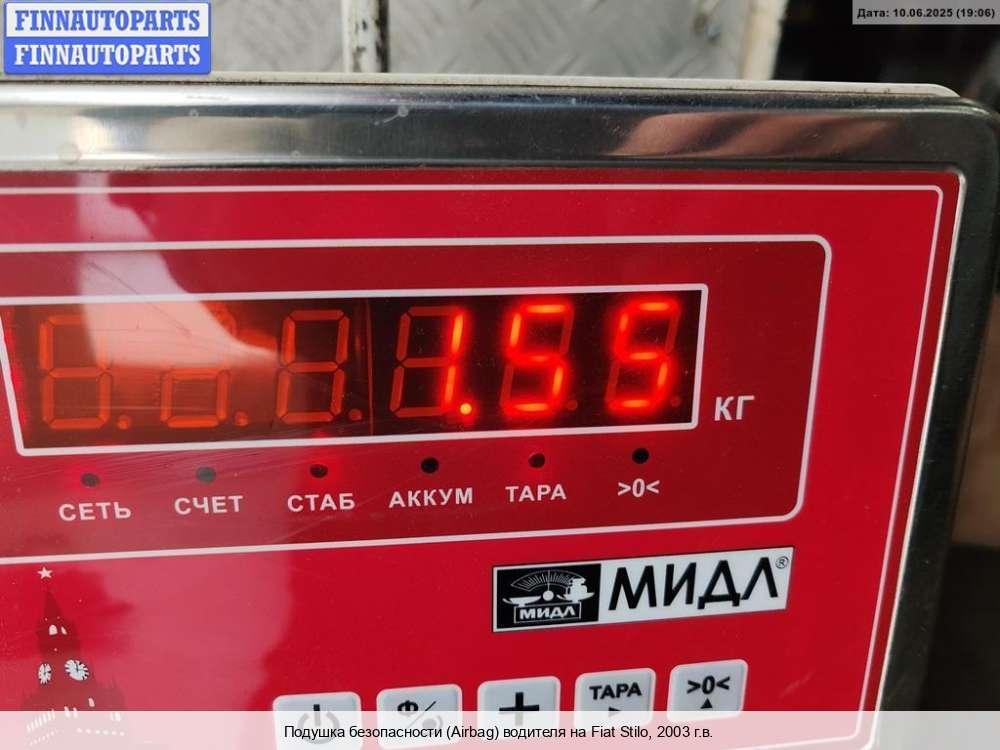 FINNAUTOPARTS
FINNAUTOPARTS
Дата: 10.06.2025 (19:06)
1.55
КГ
СЕТЬ СЧЕТ СТАБ АККУМ ТАРА >0<
МИДЛ МИДЛ®
Ф + ТАРА >0<
Подушка безопасности (Airbag) водителя на Fiat Stilo, 2003 г.в.